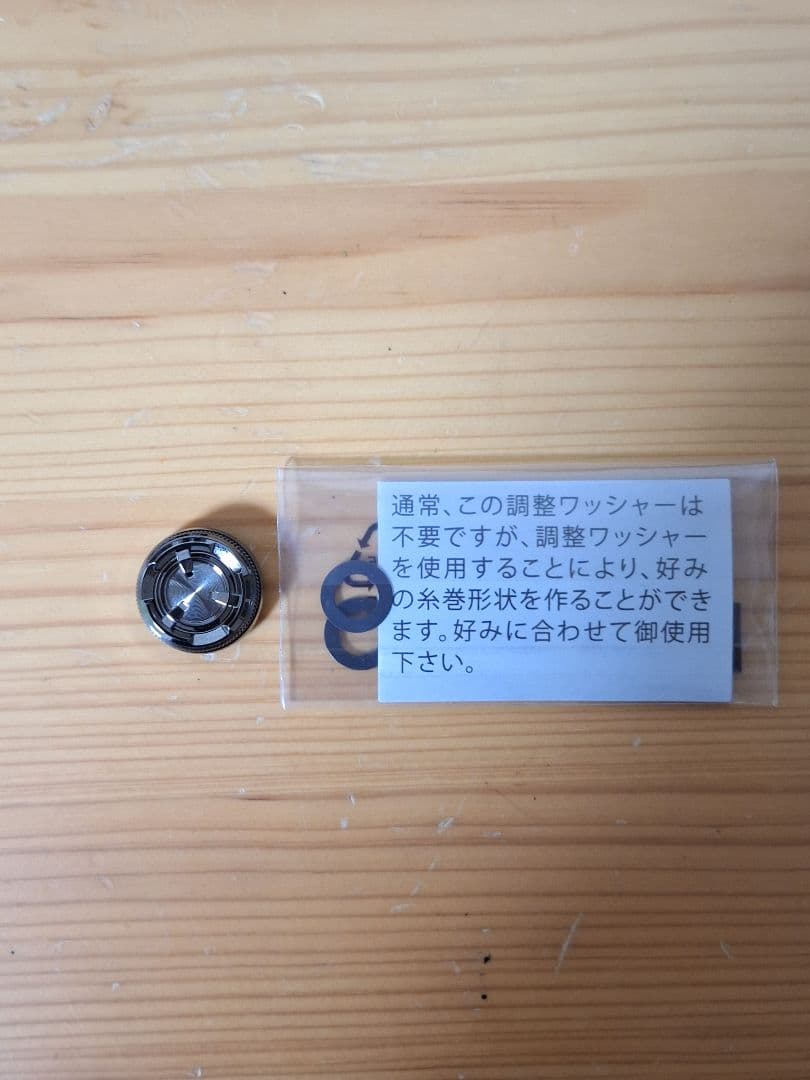 通常、この調整ワッシャーは
不要ですが、調整ワッシャー
を使用することにより、好み
の糸巻形状を作ることができ
ます。好みに合わせて御使用
下さい。